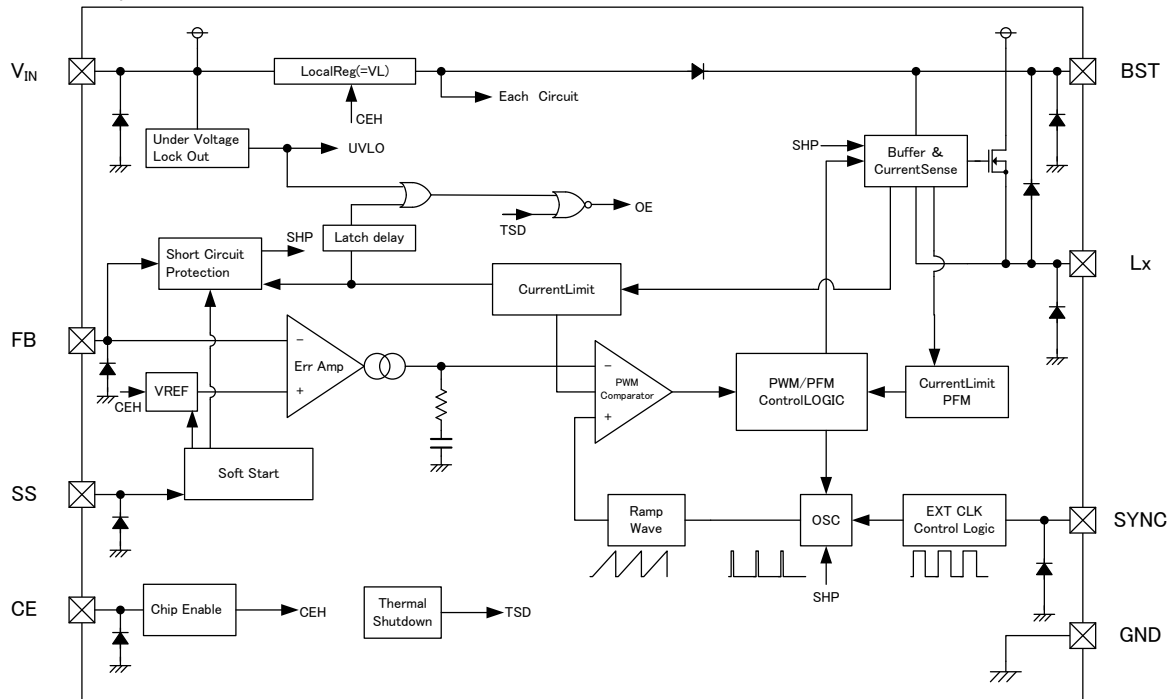 VIN
LocalReg(=VL)
BST
Each Circuit
CEH
Under Voltage
Lock Out
UVLO
SHP
Buffer &
CurrentSense
OE
TSD
Latch delay
SHP
Short Circuit
Protection
CurrentLimit
Lx
FB
−
Err Amp
+
VREF
CEH
−
PWM
Comparator
+
PWM/PFM
ControlLOGIC
CurrentLimit
PFM
Soft Start
SS
Ramp
Wave
OSC
EXT CLK
Control Logic
SYNC
SHP
CE
Chip Enable
CEH
Thermal
Shutdown
TSD
GND